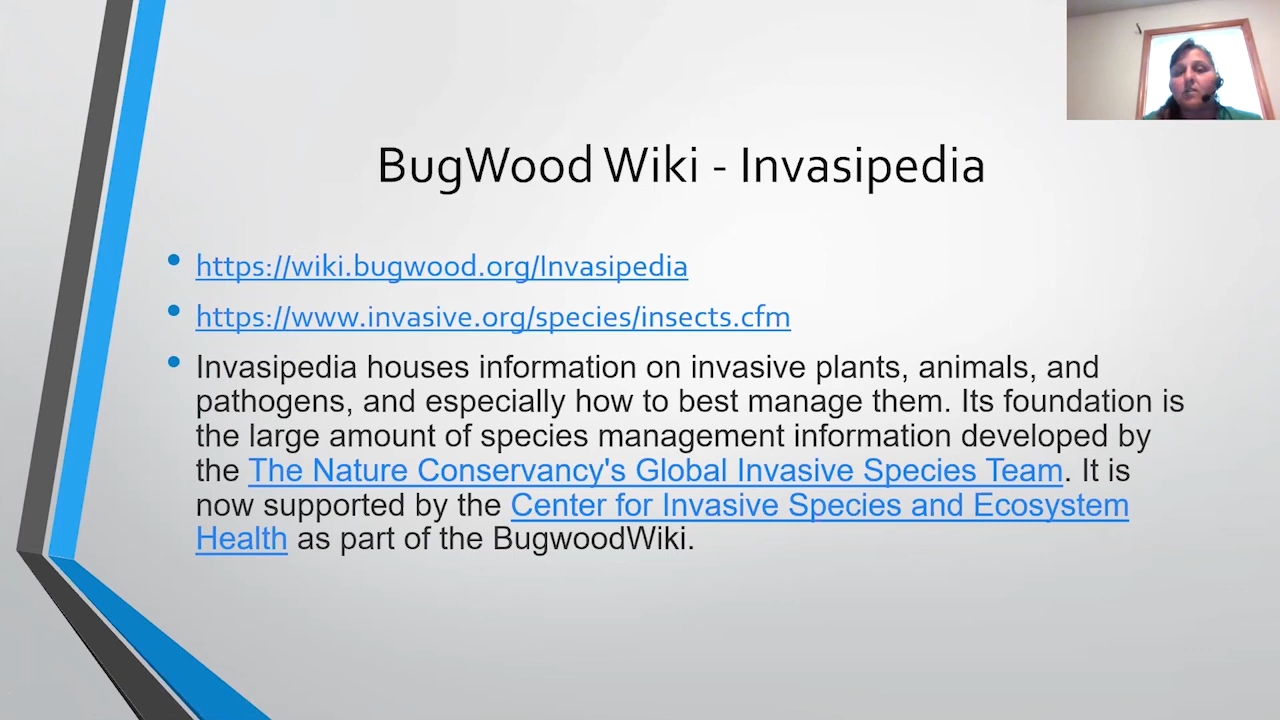 BugWood Wiki - Invasipedia
• https://wiki.bugwood.org/Invasipedia
• https://www.invasive.org/species/insects.cfm
• Invasipedia houses information on invasive plants, animals, and
pathogens, and especially how to best manage them. Its foundation is
the large amount of species management information developed by
the The Nature Conservancy's Global Invasive Species Team. It is
now supported by the Center for Invasive Species and Ecosystem
Health as part of the BugwoodWiki.